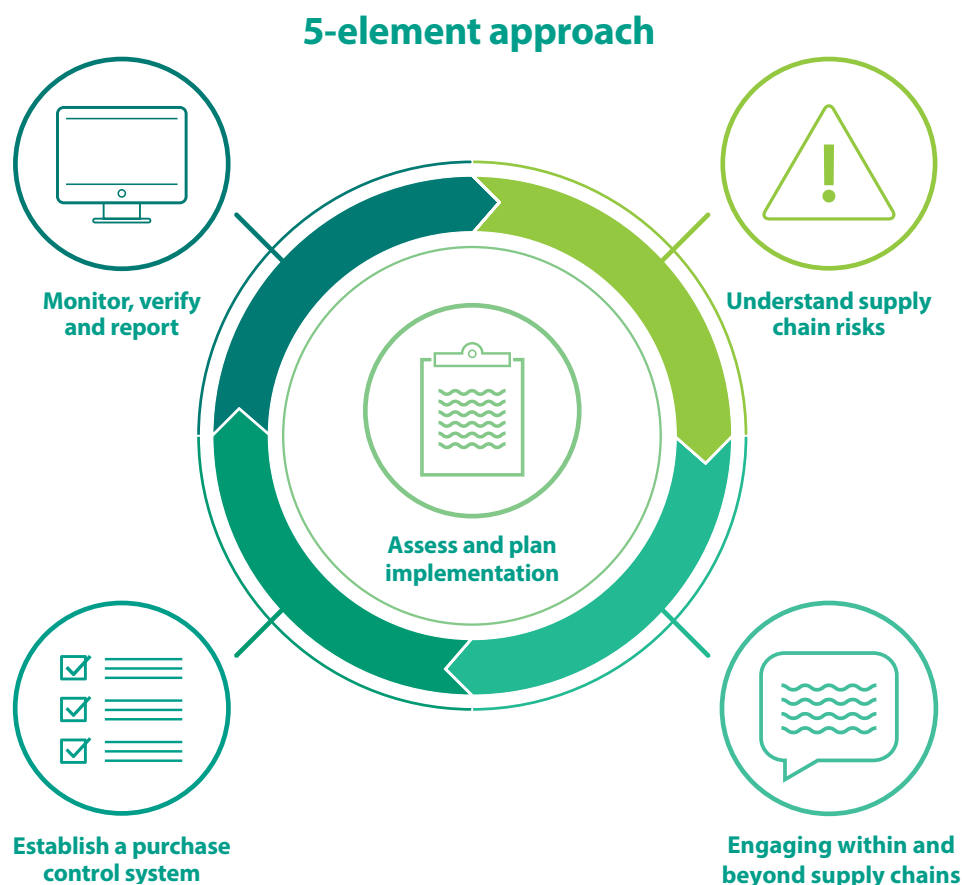 5-element approach
Monitor, verify
and report
Understand supply
chain risks
Assess and plan
implementation
Establish a purchase
control system
Engaging within and
beyond supply chains